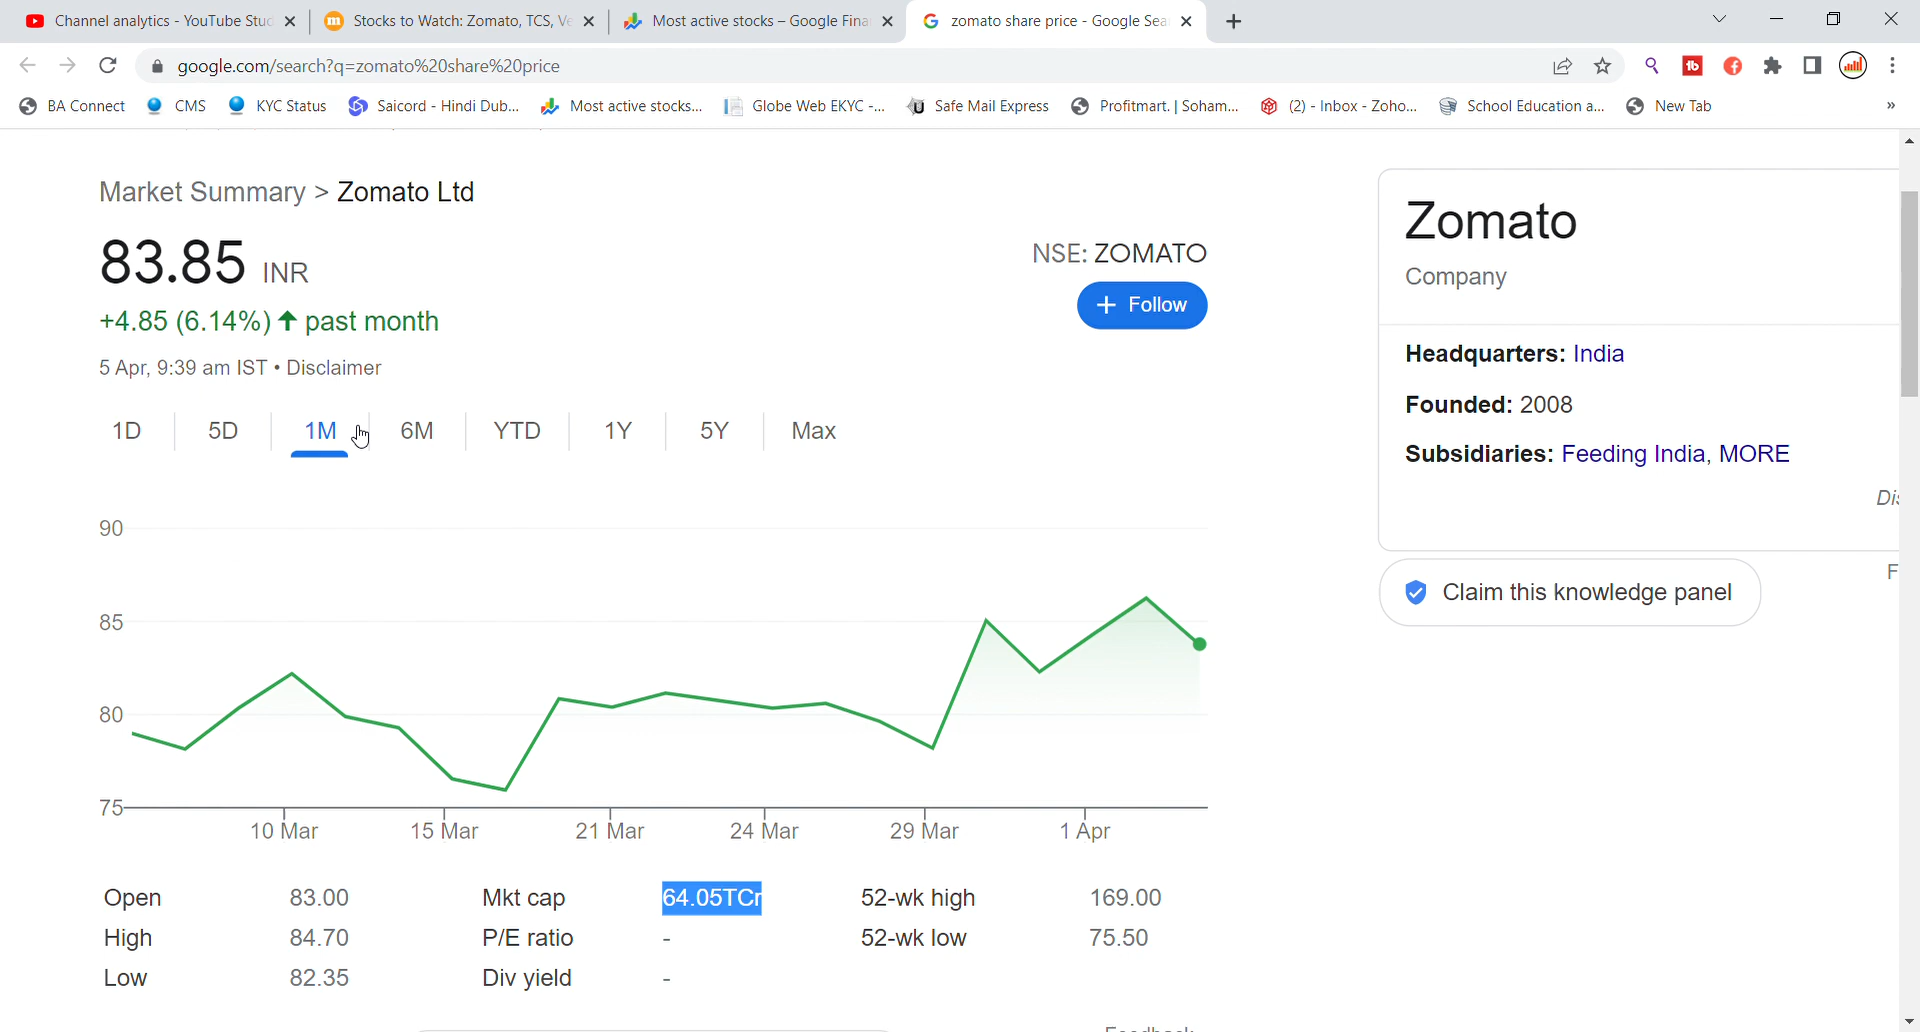 Channel analytics - YouTube Stud
Stocks to Watch: Zomato, TCS, Ve
Most active stocks – Google Finan
zomato share price - Google Sea
google.com/search?q=zomato%20share%20price
BA Connect
CMS
KYC Status
Saicord - Hindi Dub...
Most active stocks...
Globe Web EKYC -...
Safe Mail Express
Profitmart. | Soham...
(2) - Inbox - Zoho...
School Education a...
New Tab
»
Market Summary > Zomato Ltd
83.85 INR
+4.85 (6.14%) ↑ past month
5 Apr, 9:39 am IST • Disclaimer
NSE: ZOMATO
+ Follow
1D 5D 1M 6M YTD 1Y 5Y Max
90
85
80
75
10 Mar 15 Mar 21 Mar 24 Mar 29 Mar 1 Apr
Open 83.00 Mkt cap 64.05TCr 52-wk high 169.00
High 84.70 P/E ratio - 52-wk low 75.50
Low 82.35 Div yield -
Zomato
Company
Headquarters: India
Founded: 2008
Subsidiaries: Feeding India, MORE
Claim this knowledge panel